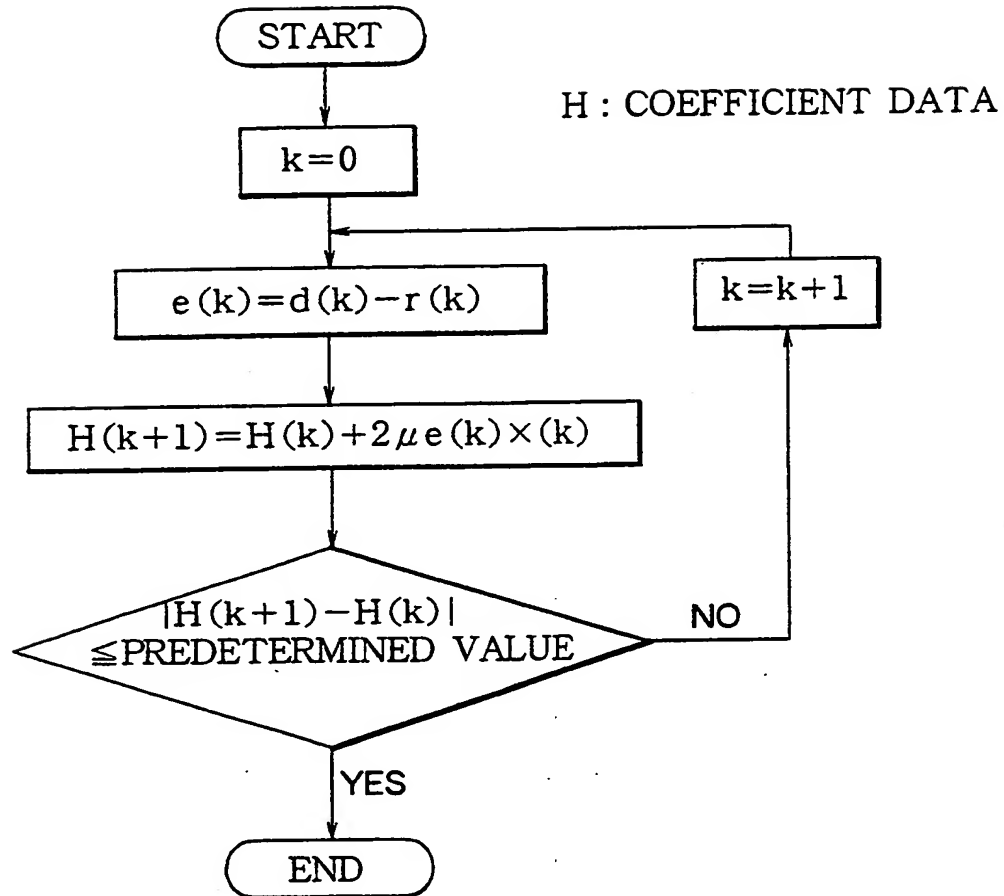 START
H : COEFFICIENT DATA
k=0
e(k)=d(k)-r(k)
k=k+1
H(k+1)=H(k)+2μe(k)×(k)
|H(k+1)-H(k)|
≦PREDETERMINED VALUE
NO
YES
END